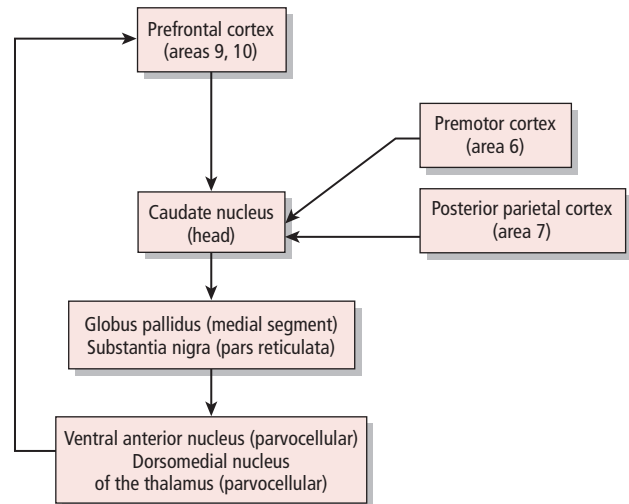 Prefrontal cortex
(areas 9, 10)
Premotor cortex
(area 6)
Caudate nucleus
(head)
Posterior parietal cortex
(area 7)
Globus pallidus (medial segment)
Substantia nigra (pars reticulata)
Ventral anterior nucleus (parvocellular)
Dorsomedial nucleus
of the thalamus (parvocellular)